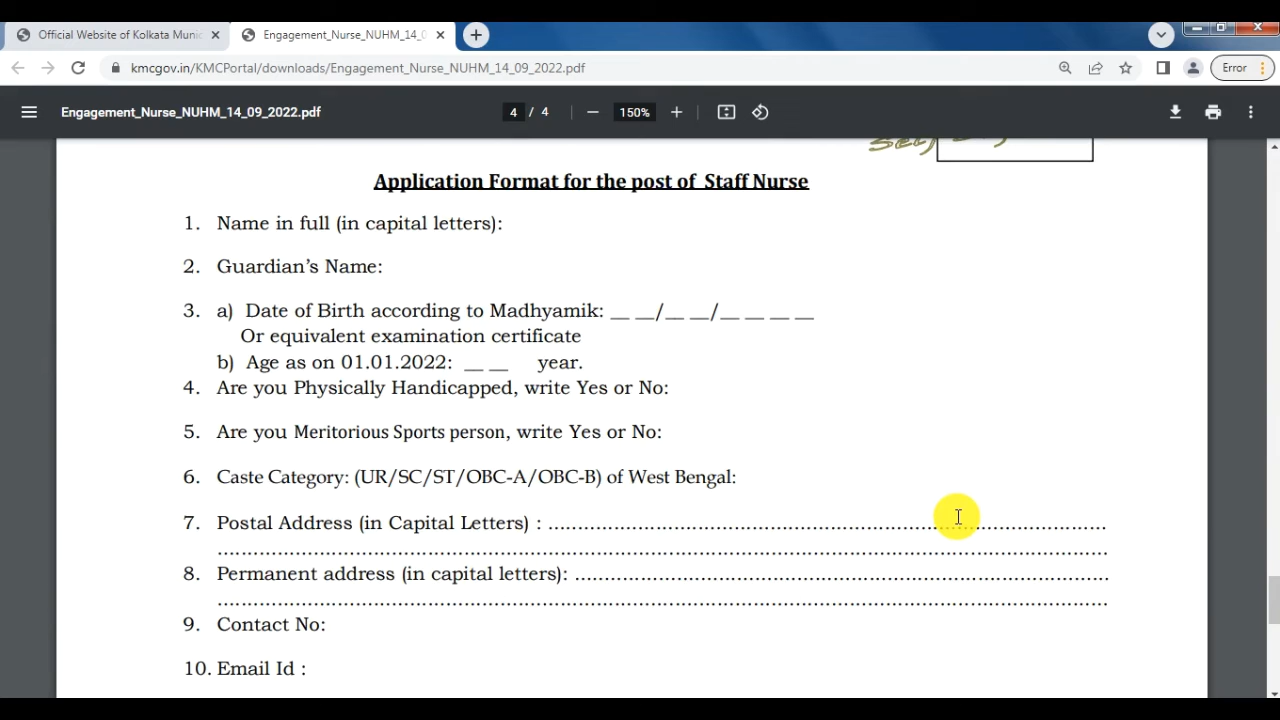 Official Website of Kolkata Munic
Engagement_Nurse_NUHM_14_0
kmcgov.in/KMCPortal/downloads/Engagement_Nurse_NUHM_14_09_2022.pdf
Error
Engagement_Nurse_NUHM_14_09_2022.pdf
4 / 4
150%
Application Format for the post of Staff Nurse
1. Name in full (in capital letters):
2. Guardian’s Name:
3. a) Date of Birth according to Madhyamik: __ __/__ __/__ __ __ __
Or equivalent examination certificate
b) Age as on 01.01.2022: __ __ year.
4. Are you Physically Handicapped, write Yes or No:
5. Are you Meritorious Sports person, write Yes or No:
6. Caste Category: (UR/SC/ST/OBC-A/OBC-B) of West Bengal:
7. Postal Address (in Capital Letters) : ..............................................................................................
......................................................................................................................................................
8. Permanent address (in capital letters): ..........................................................................................
......................................................................................................................................................
9. Contact No:
10. Email Id :